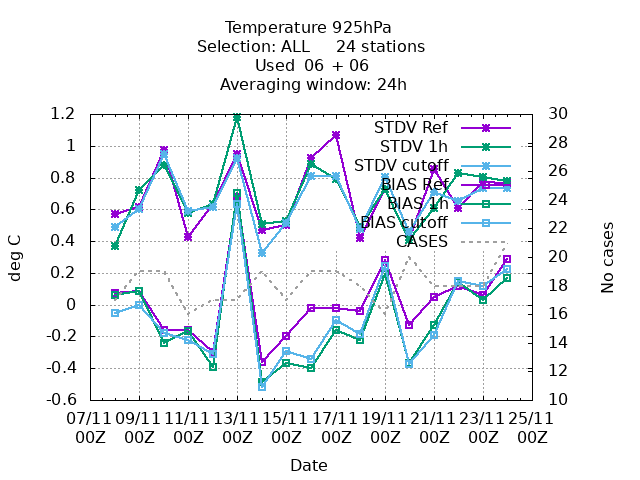 Temperature 925hPa
Selection: ALL     24 stations
Used  06 + 06
Averaging window: 24h
1.2
1
0.8
0.6
0.4
0.2
0
-0.2
-0.4
-0.6
deg C
30
28
26
24
22
20
18
16
14
12
10
No cases
STDV Ref
STDV 1h
STDV cutoff
BIAS Ref
BIAS 1h
BIAS cutoff
CASES
07/11 09/11 11/11 13/11 15/11 17/11 19/11 21/11 23/11 25/11
00Z 00Z 00Z 00Z 00Z 00Z 00Z 00Z 00Z 00Z
Date